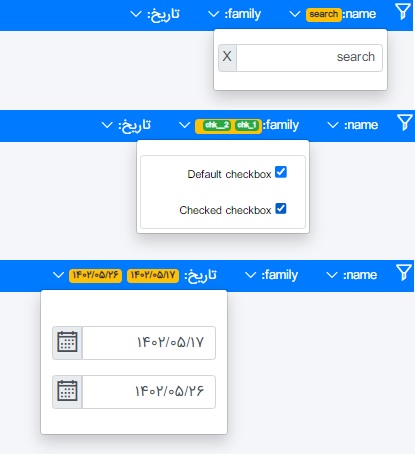 name: search family: تاریخ:
search X
name: family: chk_1 chk_2 تاریخ:
Default checkbox
Checked checkbox
name: family: تاریخ: ۱۴۰۲/۰۵/۱۷ ۱۴۰۲/۰۵/۲۶
۱۴۰۲/۰۵/۱۷
۱۴۰۲/۰۵/۲۶